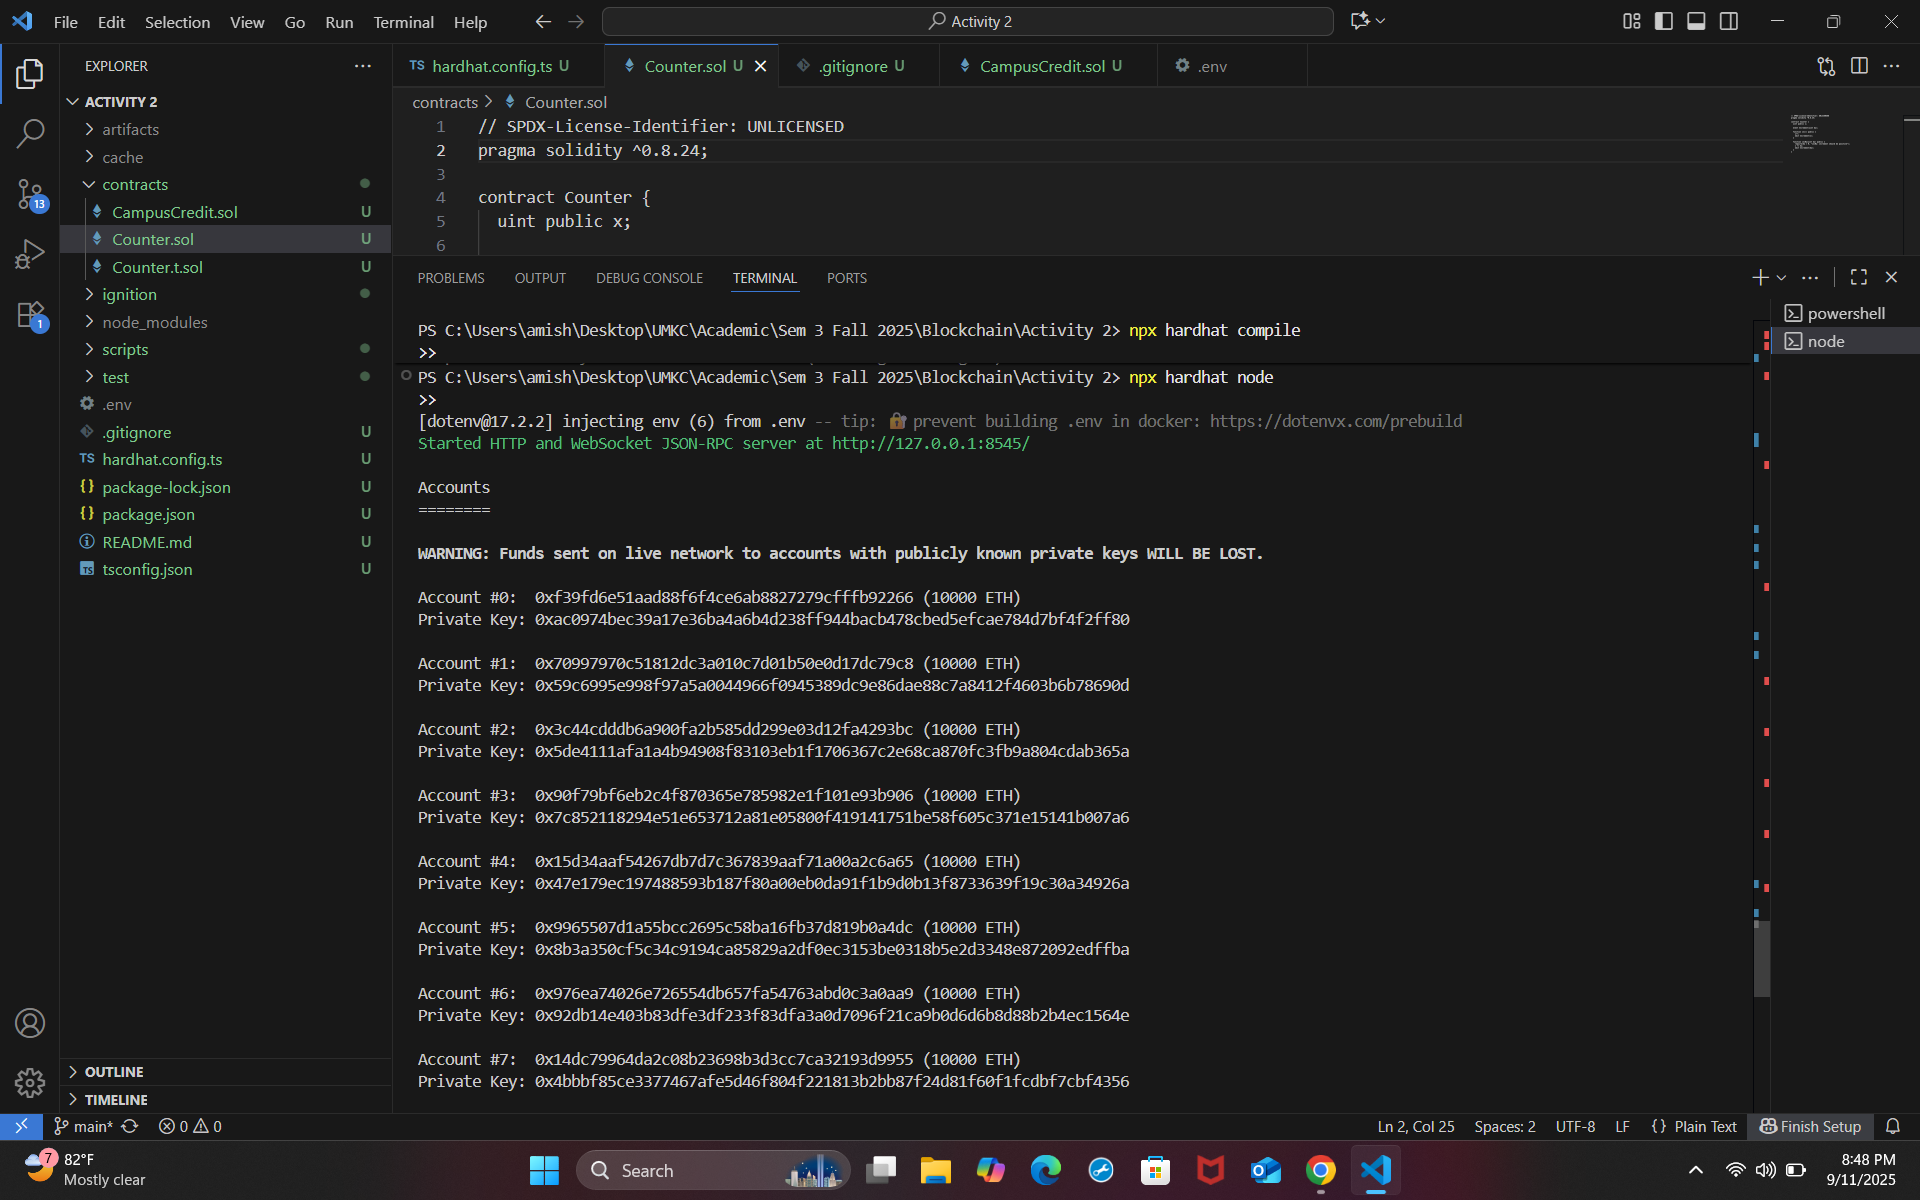 File Edit Selection View Go Run Terminal Help
Activity 2
EXPLORER
ACTIVITY 2
artifacts
cache
contracts
CampusCredit.sol U
Counter.sol U
Counter.t.sol U
ignition
node_modules
scripts
test
.env
.gitignore U
TS hardhat.config.ts U
{} package-lock.json U
{} package.json U
README.md U
TS tsconfig.json U
OUTLINE
TIMELINE
13
1
TS hardhat.config.ts U
Counter.sol U
.gitignore U
CampusCredit.sol U
.env
contracts > Counter.sol
1 // SPDX-License-Identifier: UNLICENSED
2 pragma solidity ^0.8.24;
3
4 contract Counter {
5 uint public x;
6
PROBLEMS OUTPUT DEBUG CONSOLE TERMINAL PORTS
powershell
node
PS C:\Users\amish\Desktop\UMKC\Academic\Sem 3 Fall 2025\Blockchain\Activity 2> npx hardhat compile
>>
PS C:\Users\amish\Desktop\UMKC\Academic\Sem 3 Fall 2025\Blockchain\Activity 2> npx hardhat node
>>
[dotenv@17.2.2] injecting env (6) from .env -- tip: 🔐 prevent building .env in docker: https://dotenvx.com/prebuild
Started HTTP and WebSocket JSON-RPC server at http://127.0.0.1:8545/
Accounts
========
WARNING: Funds sent on live network to accounts with publicly known private keys WILL BE LOST.
Account #0: 0xf39fd6e51aad88f6f4ce6ab8827279cfffb92266 (10000 ETH)
Private Key: 0xac0974bec39a17e36ba4a6b4d238ff944bacb478cbed5efcae784d7bf4f2ff80
Account #1: 0x70997970c51812dc3a010c7d01b50e0d17dc79c8 (10000 ETH)
Private Key: 0x59c6995e998f97a5a0044966f0945389dc9e86dae88c7a8412f4603b6b78690d
Account #2: 0x3c44cdddb6a900fa2b585dd299e03d12fa4293bc (10000 ETH)
Private Key: 0x5de4111afa1a4b94908f83103eb1f1706367c2e68ca870fc3fb9a804cdab365a
Account #3: 0x90f79bf6eb2c4f870365e785982e1f101e93b906 (10000 ETH)
Private Key: 0x7c852118294e51e653712a81e05800f419141751be58f605c371e15141b007a6
Account #4: 0x15d34aaf54267db7d7c367839aaf71a00a2c6a65 (10000 ETH)
Private Key: 0x47e179ec197488593b187f80a00eb0da91f1b9d0b13f8733639f19c30a34926a
Account #5: 0x9965507d1a55bcc2695c58ba16fb37d819b0a4dc (10000 ETH)
Private Key: 0x8b3a350cf5c34c9194ca85829a2df0ec3153be0318b5e2d3348e872092edffba
Account #6: 0x976ea74026e726554db657fa54763abd0c3a0aa9 (10000 ETH)
Private Key: 0x92db14e403b83dfe3df233f83dfa3a0d7096f21ca9b0d6d6b8d88b2b4ec1564e
Account #7: 0x14dc79964da2c08b23698b3d3cc7ca32193d9955 (10000 ETH)
Private Key: 0x4bbbf85ce3377467afe5d46f804f221813b2bb87f24d81f60f1fcdbf7cbf4356
main* 0 0
Ln 2, Col 25 Spaces: 2 UTF-8 LF {} Plain Text Finish Setup
7
82°F
Mostly clear
Search
8:48 PM
9/11/2025